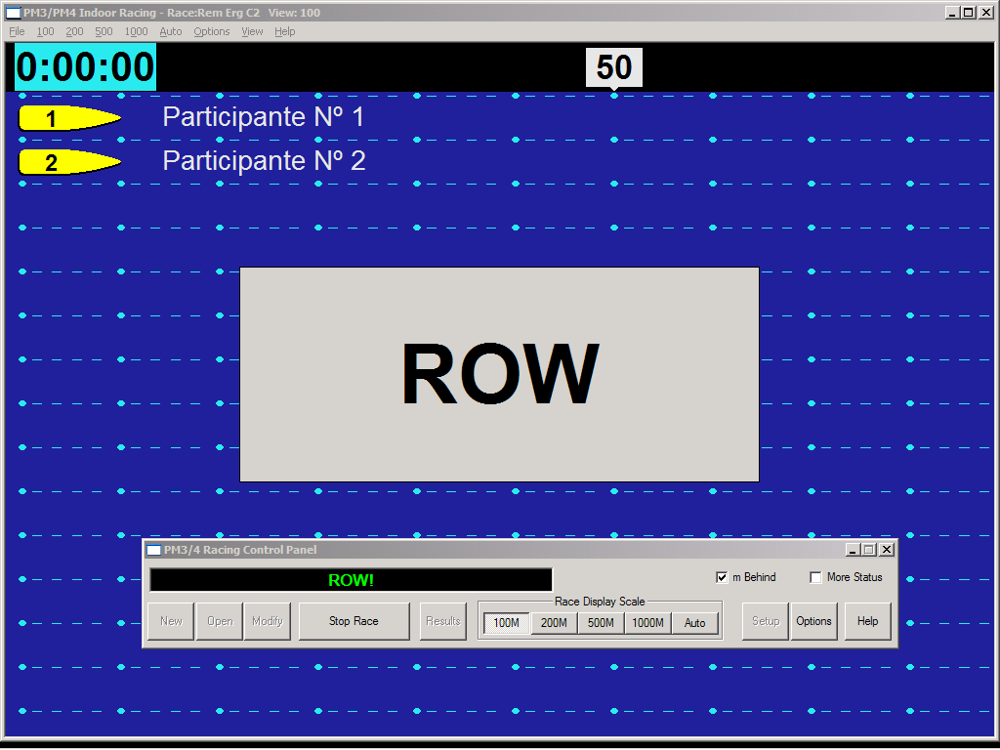 PM3/PM4 Indoor Racing - Race:Rem Erg C2 View: 100
File 100 200 500 1000 Auto Options View Help
0:00:00 50
1 Participante Nº 1
2 Participante Nº 2
ROW
PM3/4 Racing Control Panel
ROW! m Behind More Status
Race Display Scale
New Open Modify Stop Race Results 100M 200M 500M 1000M Auto Setup Options Help